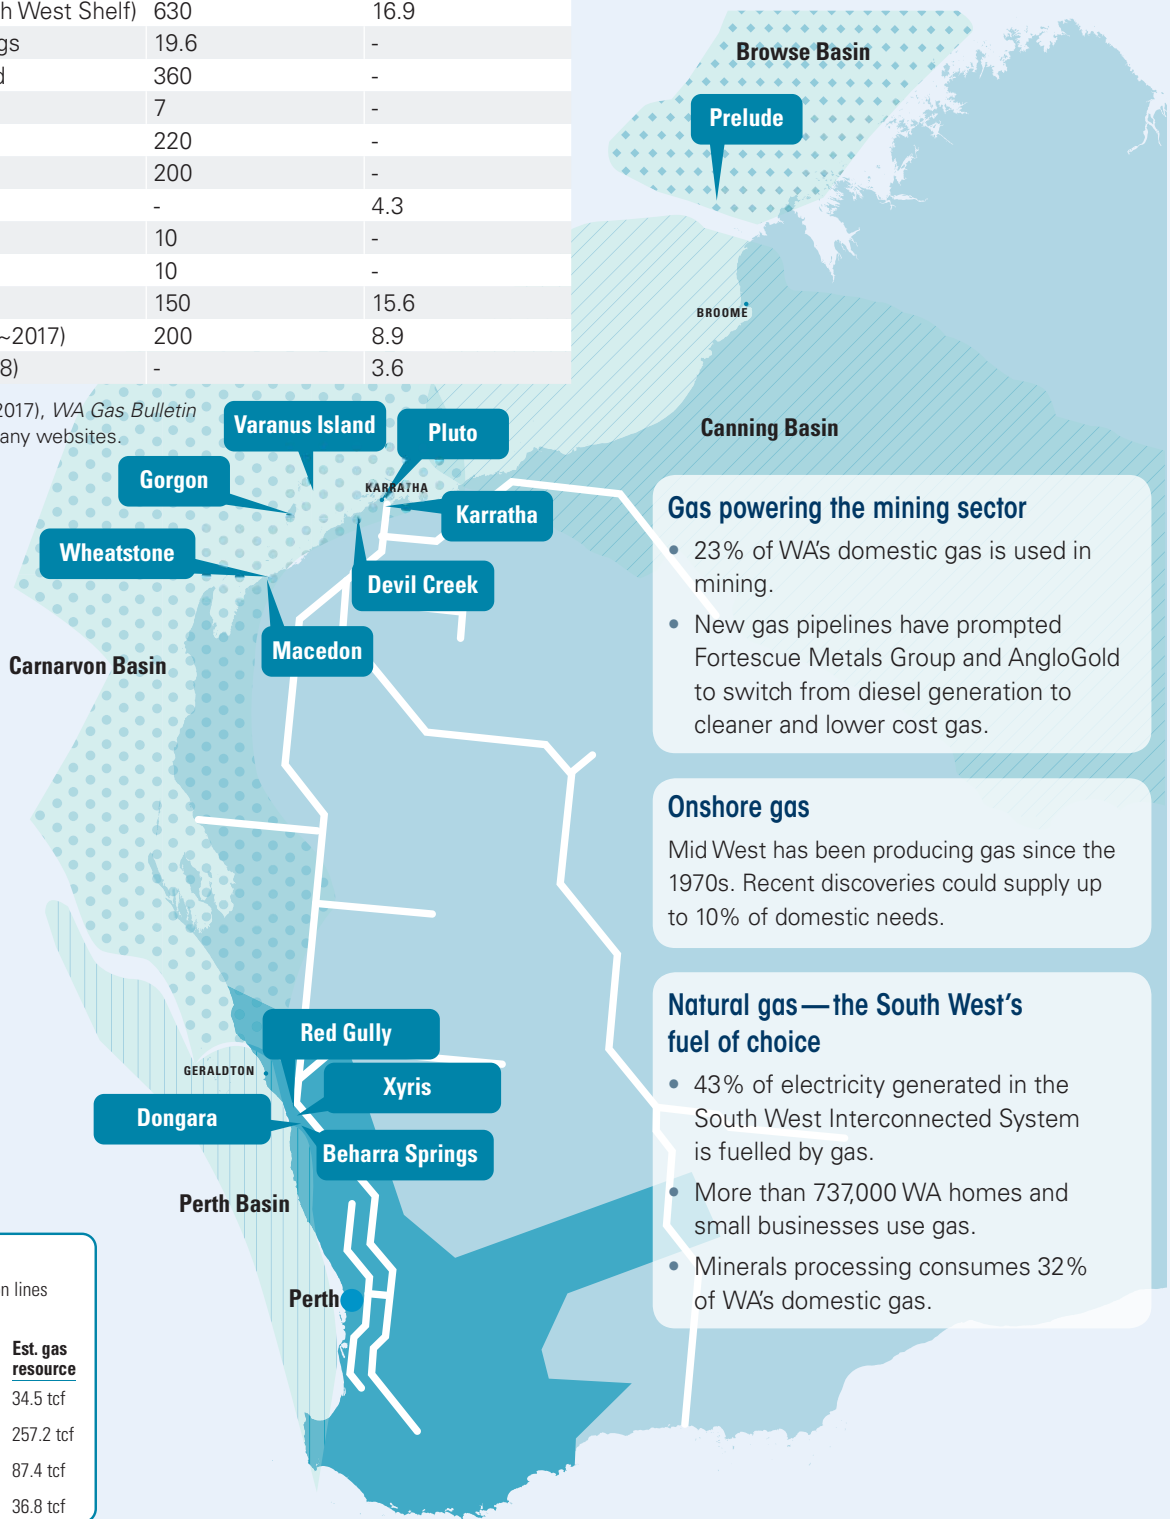 h West Shelf) 630 16.9
gs 19.6 -
d 360 -
7 -
220 -
200 -
- 4.3
10 -
10 -
150 15.6
~2017) 200 8.9
8) - 3.6
2017), WA Gas Bulletin
any websites.
Browse Basin
Prelude
BROOME
Canning Basin
Varanus Island
Pluto
Gorgon
KARRATHA
Karratha
Wheatstone
Devil Creek
Macedon
Carnarvon Basin
Gas powering the mining sector
• 23% of WA's domestic gas is used in
mining.
• New gas pipelines have prompted
Fortescue Metals Group and AngloGold
to switch from diesel generation to
cleaner and lower cost gas.
Onshore gas
Mid West has been producing gas since the
1970s. Recent discoveries could supply up
to 10% of domestic needs.
Natural gas—the South West's
fuel of choice
• 43% of electricity generated in the
South West Interconnected System
is fuelled by gas.
• More than 737,000 WA homes and
small businesses use gas.
• Minerals processing consumes 32%
of WA's domestic gas.
Red Gully
GERALDTON
Xyris
Dongara
Beharra Springs
Perth Basin
Perth
n lines
Est. gas
resource
34.5 tcf
257.2 tcf
87.4 tcf
36.8 tcf